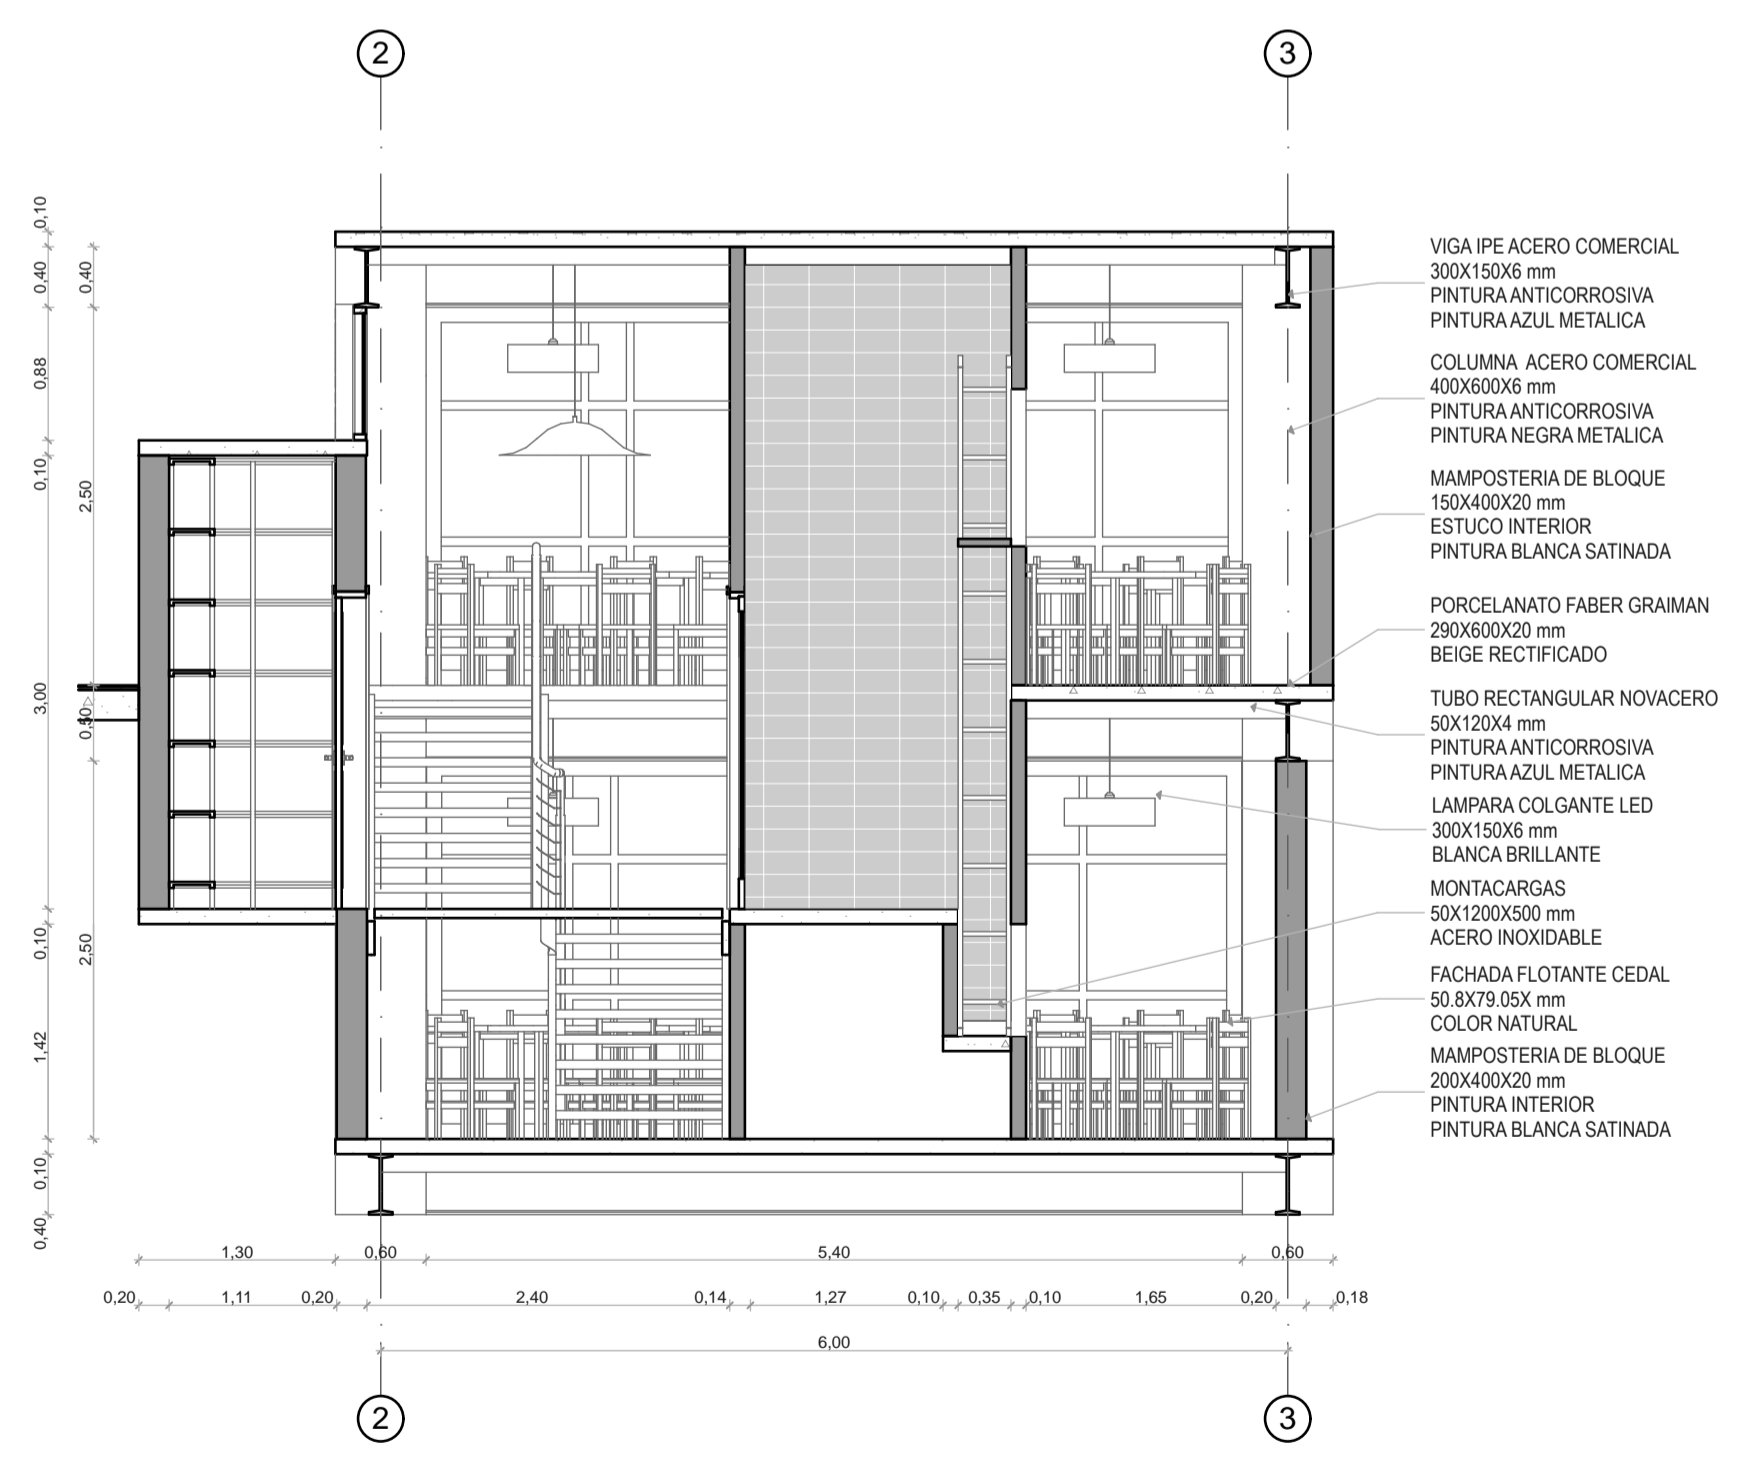 2
3
0,10
0,40
0,40
0,88
0,10
2,50
3,00
0,50
0,10
2,50
1,42
0,10
0,40
VIGA IPE ACERO COMERCIAL
300X150X6 mm
PINTURA ANTICORROSIVA
PINTURA AZUL METALICA
COLUMNA ACERO COMERCIAL
400X600X6 mm
PINTURA ANTICORROSIVA
PINTURA NEGRA METALICA
MAMPOSTERIA DE BLOQUE
150X400X20 mm
ESTUCO INTERIOR
PINTURA BLANCA SATINADA
PORCELANATO FABER GRAIMAN
290X600X20 mm
BEIGE RECTIFICADO
TUBO RECTANGULAR NOVACERO
50X120X4 mm
PINTURA ANTICORROSIVA
PINTURA AZUL METALICA
LAMPARA COLGANTE LED
300X150X6 mm
BLANCA BRILLANTE
MONTACARGAS
50X1200X500 mm
ACERO INOXIDABLE
FACHADA FLOTANTE CEDAL
50.8X79.05X mm
COLOR NATURAL
MAMPOSTERIA DE BLOQUE
200X400X20 mm
PINTURA INTERIOR
PINTURA BLANCA SATINADA
1,30 0,60 5,40 0,60
0,20 1,11 0,20 2,40 0,14 1,27 0,10 0,35 0,10 1,65 0,20 0,18
6,00
2
3